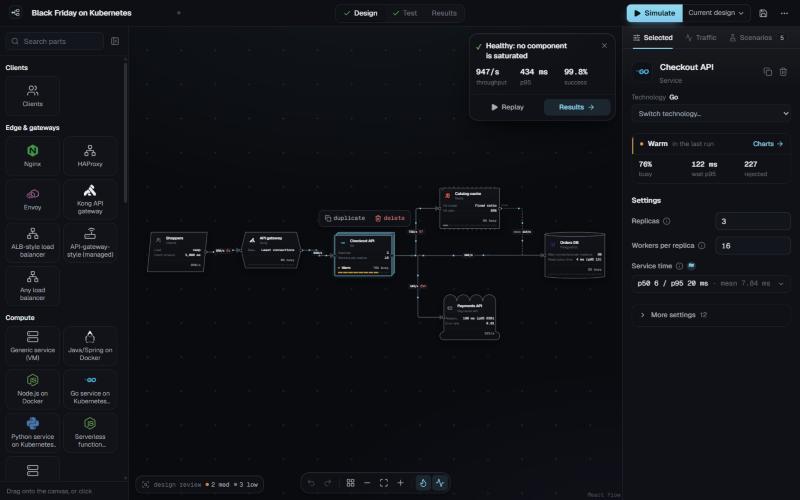 Black Friday on Kubernetes
Design
Test
Results
Simulate
Current design
Search parts
Clients
Clients
Edge & gateways
Nginx
HAProxy
Envoy
Kong API
gateway
ALB-style load
balancer
API-gateway-
style (managed)
Any load
balancer
Compute
Generic service
(VM)
Java/Spring on
Docker
Node.js on
Docker
Go service on
Kubernetes…
Python service
on Kubernetes…
Serverless
function…
Drag onto the canvas, or click
Healthy: no component
is saturated
947/s
434 ms
99.8%
throughput
p95
success
Replay
Results →
duplicate
delete
Shoppers
API gateway
Least connections
Checkout API
Warm
Catalog cache
Orders DB
Payments API
design review
2 med
3 low
React Flow
Selected
Traffic
Scenarios
5
GO
Checkout API
Service
Technology Go
Switch technology…
Warm in the last run
Charts →
76%
122 ms
227
busy
wait p95
rejected
Settings
Replicas
3
Workers per replica
16
Service time
p50 6 / p95 20 ms · mean 7.84 ms
More settings 12